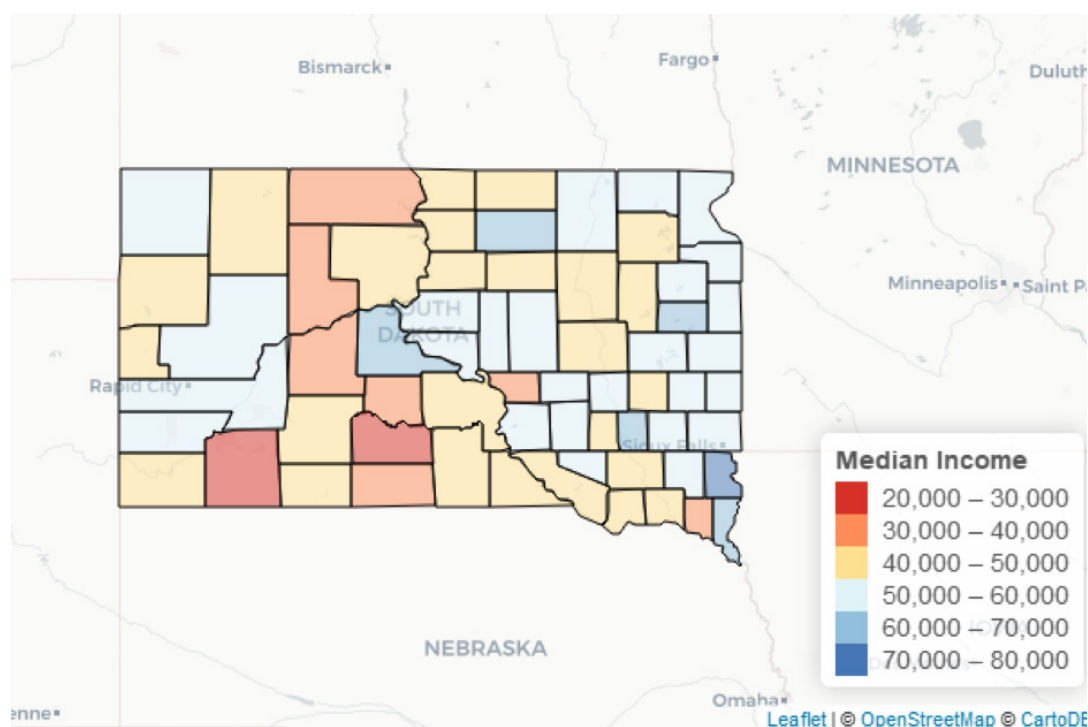 Bismarck
Fargo
Duluth
MINNESOTA
Minneapolis
Saint Pa
SOUTH
DAKOTA
Rapid City
Sioux Falls
Median Income
20,000 – 30,000
30,000 – 40,000
40,000 – 50,000
50,000 – 60,000
60,000 – 70,000
70,000 – 80,000
NEBRASKA
enne
Omaha
Leaflet | © OpenStreetMap © CartoDB